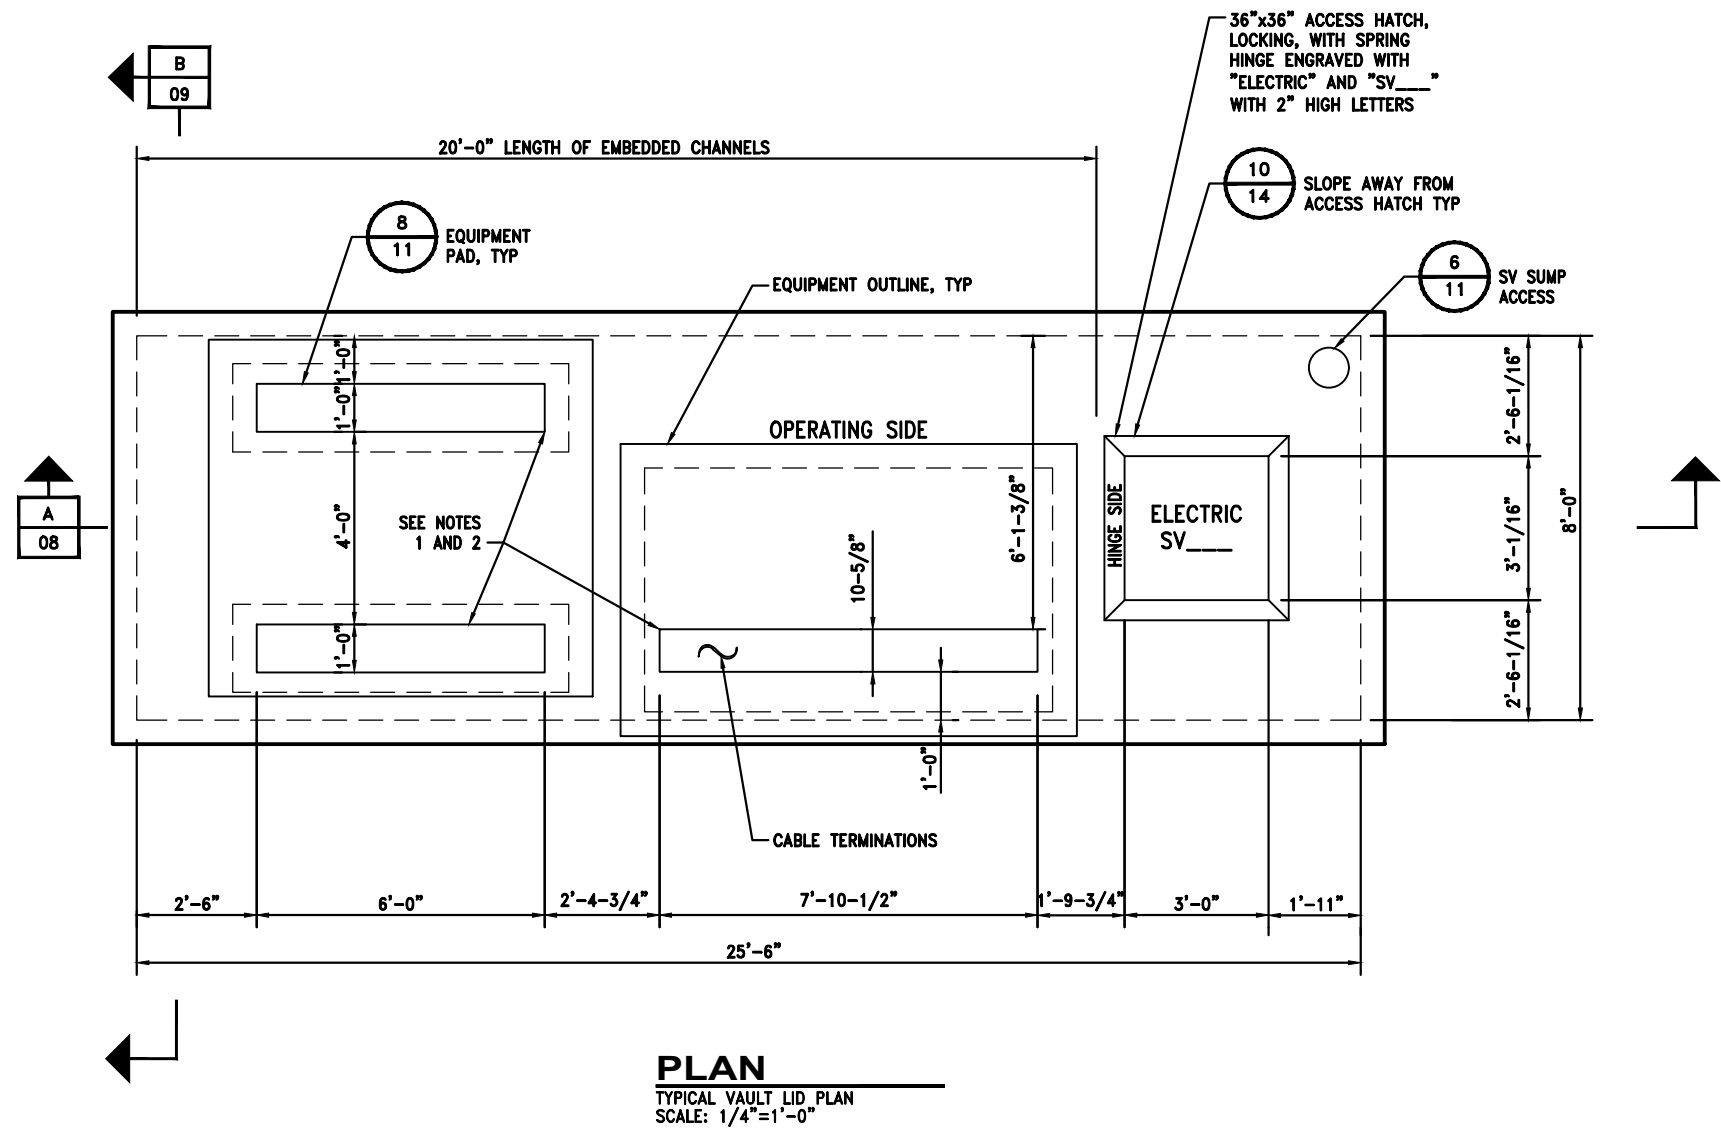 36"x36" ACCESS HATCH,
LOCKING, WITH SPRING
HINGE ENGRAVED WITH
"ELECTRIC" AND "SV___"
WITH 2" HIGH LETTERS
B
09
20'-0" LENGTH OF EMBEDDED CHANNELS
10
14
SLOPE AWAY FROM
ACCESS HATCH TYP
8
11
EQUIPMENT
PAD, TYP
6
11
SV SUMP
ACCESS
EQUIPMENT OUTLINE, TYP
1'-0"
1'-0"
4'-0"
1'-0"
OPERATING SIDE
SEE NOTES
1 AND 2
6'-1-3/8"
10-5/8"
1'-0"
HINGE SIDE
ELECTRIC
SV___
2'-6-1/16"
3'-1/16"
2'-6-1/16"
8'-0"
A
08
CABLE TERMINATIONS
2'-6"
6'-0"
2'-4-3/4"
7'-10-1/2"
1'-9-3/4"
3'-0"
1'-11"
25'-6"
PLAN
TYPICAL VAULT LID PLAN
SCALE: 1/4"=1'-0"